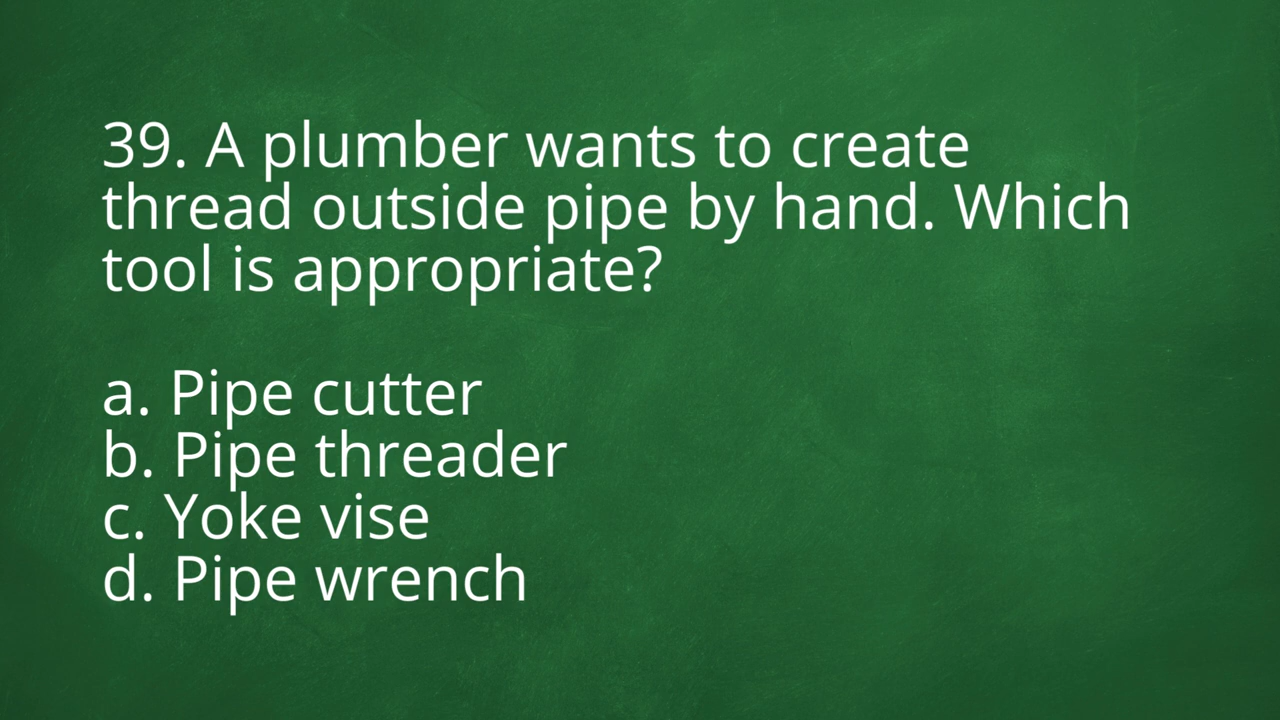 39. A plumber wants to create
thread outside pipe by hand. Which
tool is appropriate?
a. Pipe cutter
b. Pipe threader
c. Yoke vise
d. Pipe wrench